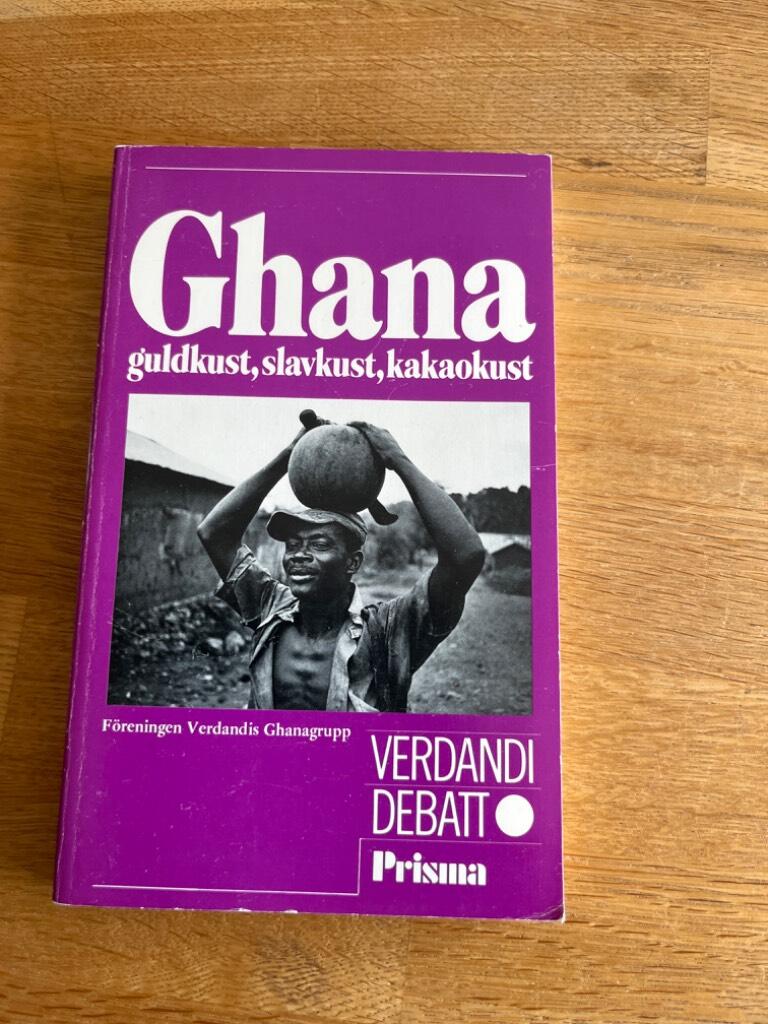 Ghana
guldkust, slavkust, kakaokust
Föreningen Verdandis Ghanagrupp
VERDANDI
DEBATT
Prisma